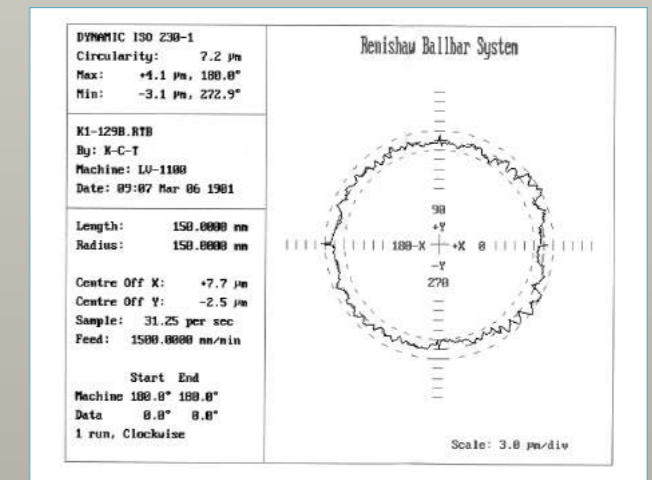 DYNAMIC ISO 230-1
Circularity: 7.2 µm
Max: +4.1 µm, 180.0°
Min: -3.1 µm, 272.9°
K1-129B.RTB
By: K-C-T
Machine: LV-1100
Date: 09:07 Mar 06 1901
Length: 150.0000 mm
Radius: 150.0000 mm
Centre Off X: +7.7 µm
Centre Off Y: -2.5 µm
Sample: 31.25 per sec
Feed: 1500.0000 mm/min
Start End
Machine 180.0° 180.0°
Data 0.0° 0.0°
1 run, Clockwise
Renishaw Ballbar System
90
+Y
180-X +X 0
-Y
270
Scale: 3.0 µm/div